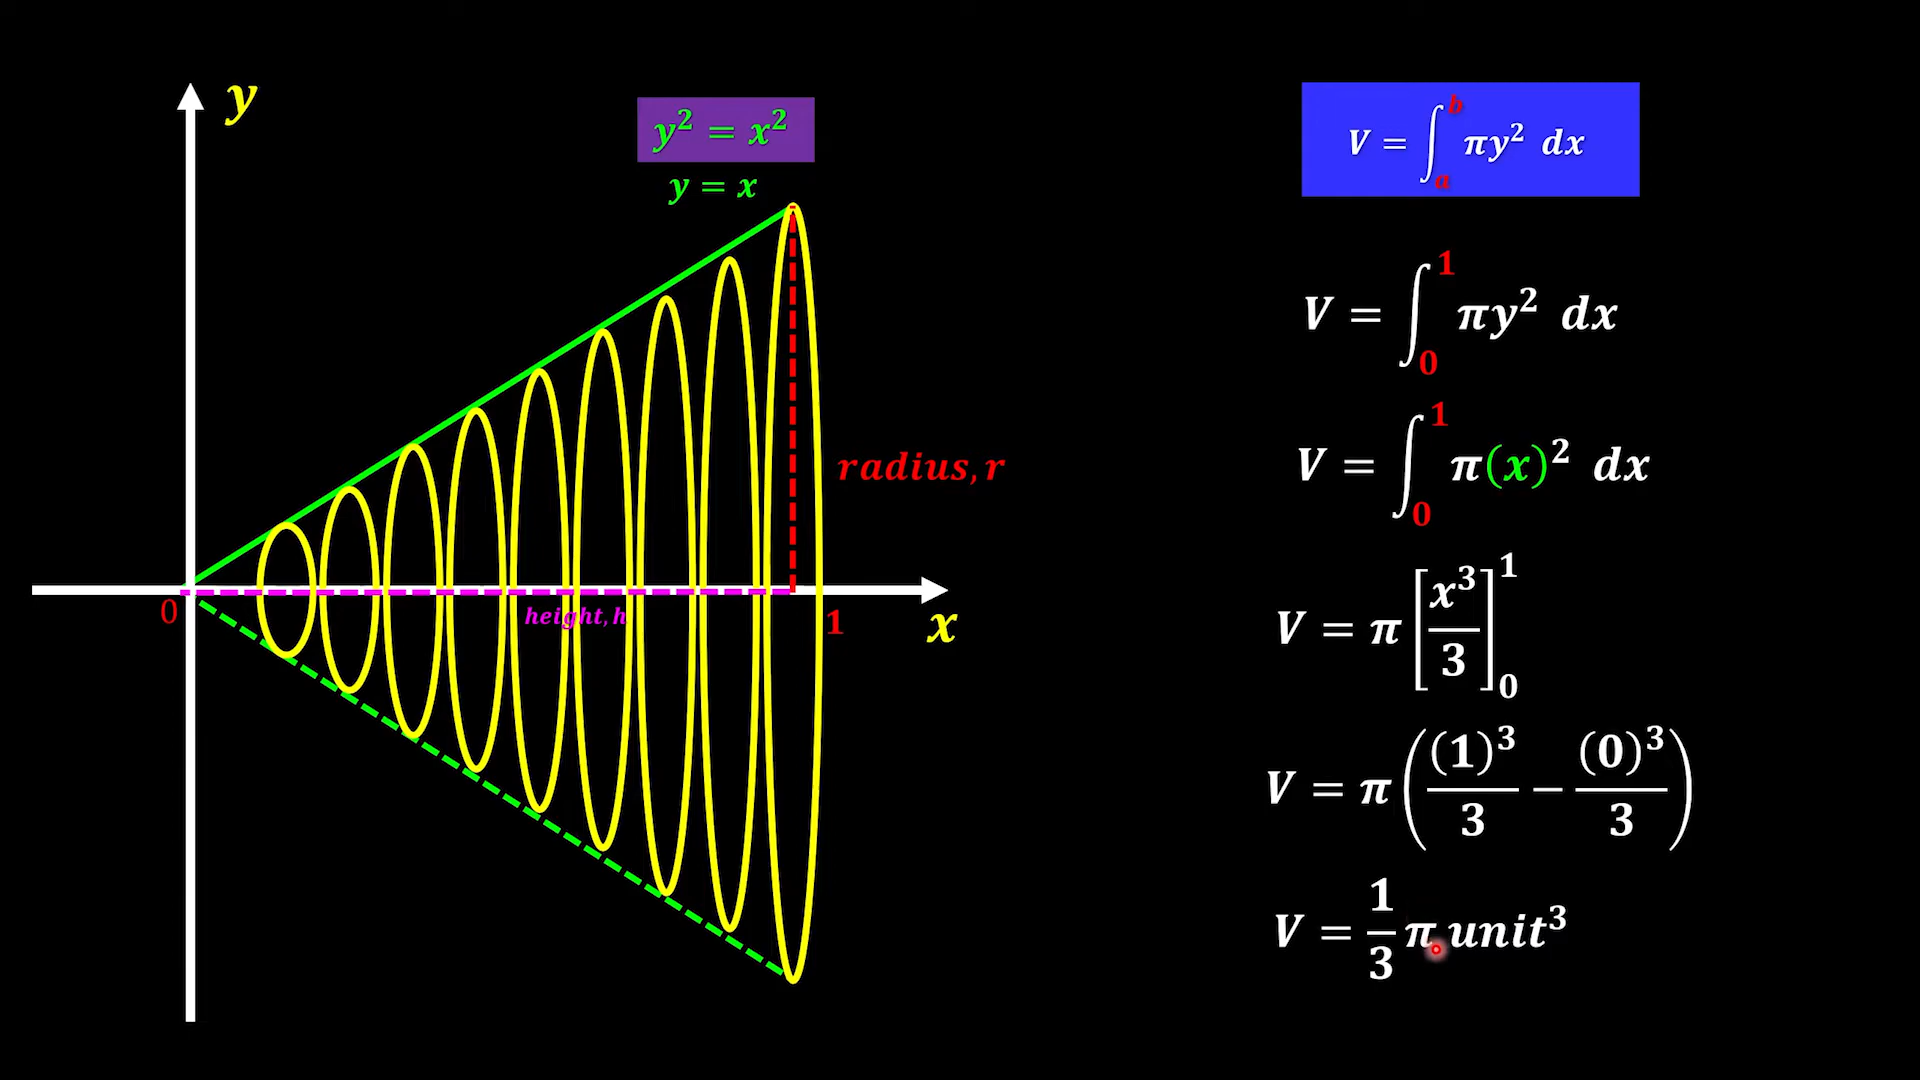 y
y² = x²
y = x
radius, r
0
height, h
1
x
V = ∫ₐᵇ πy² dx
V = ∫₀¹ πy² dx
V = ∫₀¹ π(x)² dx
V = π [x³/3]₀¹
V = π ((1)³/3 − (0)³/3)
V = 1/3 π unit³